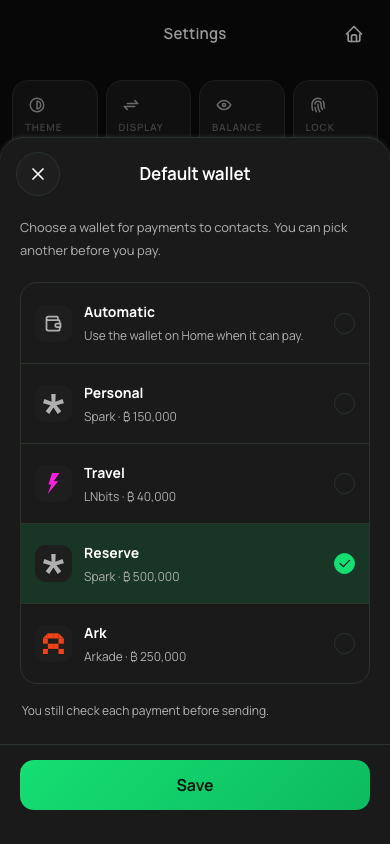 Settings
THEME
DISPLAY
BALANCE
LOCK
Default wallet
Choose a wallet for payments to contacts. You can pick
another before you pay.
Automatic
Use the wallet on Home when it can pay.
Personal
Spark · ₿ 150,000
Travel
LNbits · ₿ 40,000
Reserve
Spark · ₿ 500,000
Ark
Arkade · ₿ 250,000
You still check each payment before sending.
Save